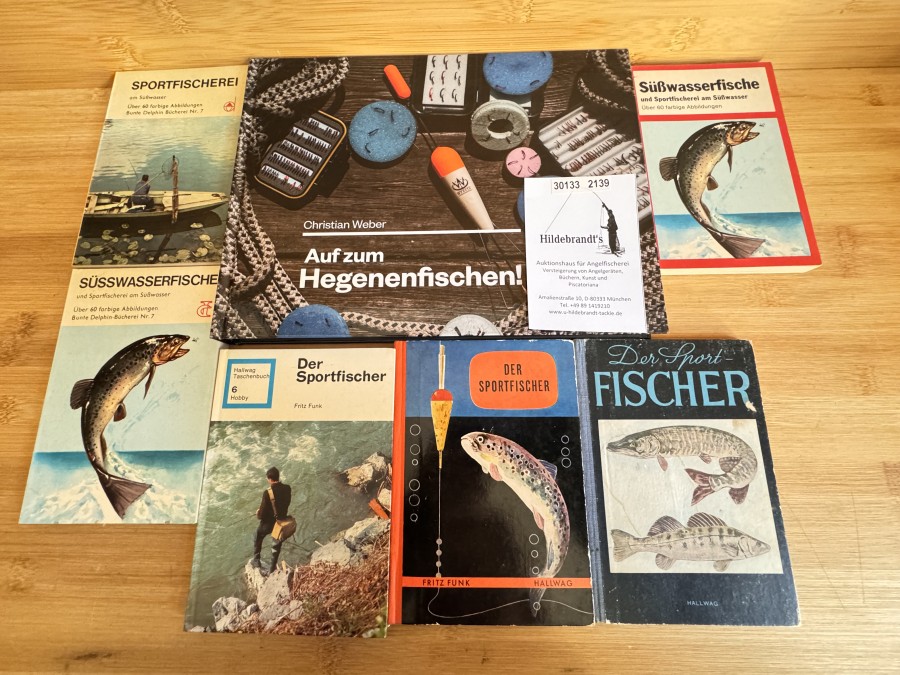 SPORTFISCHEREI
am Süßwasser
Über 60 farbige Abbildungen
Bunte Delphin Bücherei Nr. 7
Christian Weber
Auf zum
Hegenenfischen!
30133 2139
Hildebrandt's
Auktionshaus für Angelfischerei
Versteigerung von Angelgeräten,
Büchern, Kunst und
Piscatoriana
Amalienstraße 10, D-80333 München
Tel. +49 89 1419210
www.u-hildebrandt-tackle.de
Süßwasserfische
und Sportfischerei am Süßwasser
Über 60 farbige Abbildungen
SÜSSWASSERFISCHE
und Sportfischerei am Süßwasser
Über 60 farbige Abbildungen
Bunte Delphin-Bücherei Nr. 7
Hallwag
Taschenbuch
6
Hobby
Der
Sportfischer
Fritz Funk
DER
SPORTFISCHER
FRITZ FUNK HALLWAG
Der Sport-
FISCHER
HALLWAG